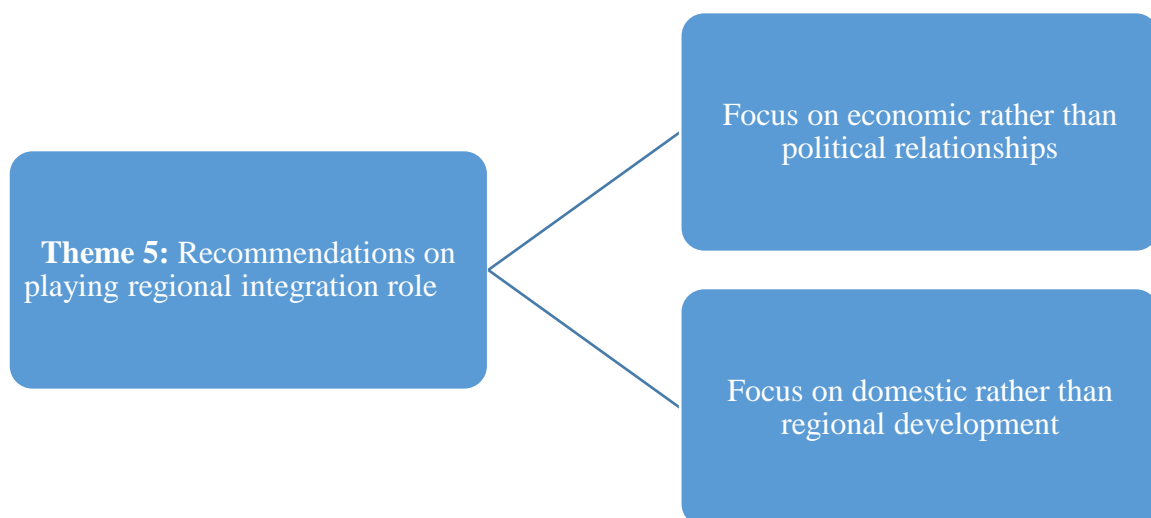 Theme 5: Recommendations on
playing regional integration role
Focus on economic rather than
political relationships
Focus on domestic rather than
regional development